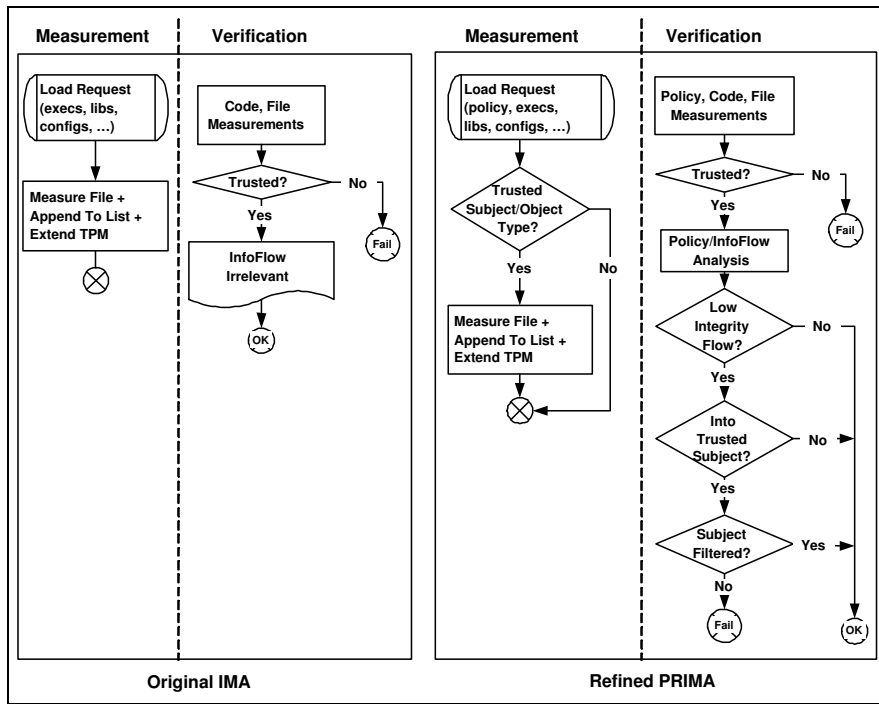 Measurement
Verification
Load Request
(execs, libs,
configs, ...)
Measure File +
Append To List +
Extend TPM
Code, File
Measurements
Trusted?
No
Yes
Fail
InfoFlow
Irrelevant
OK
Original IMA
Measurement
Verification
Load Request
(policy, execs,
libs, configs, ...)
Trusted
Subject/Object
Type?
Yes
No
Measure File +
Append To List +
Extend TPM
Policy, Code, File
Measurements
Trusted?
No
Yes
Fail
Policy/InfoFlow
Analysis
Low
Integrity
Flow?
No
Yes
Into
Trusted
Subject?
No
Yes
Subject
Filtered?
Yes
No
Fail
OK
Refined PRIMA